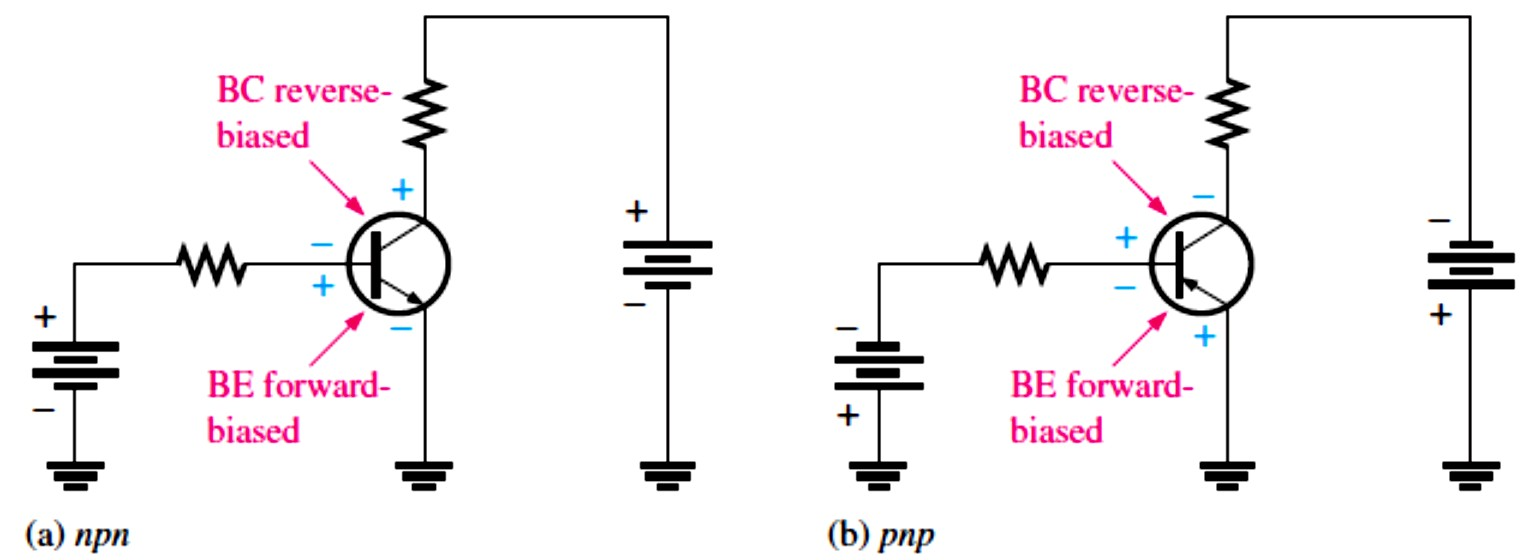 BC reverse-
biased
+
−
+
−
+
−
+
−
BE forward-
biased
(a) npn
BC reverse-
biased
−
+
−
+
−
+
−
+
BE forward-
biased
(b) pnp